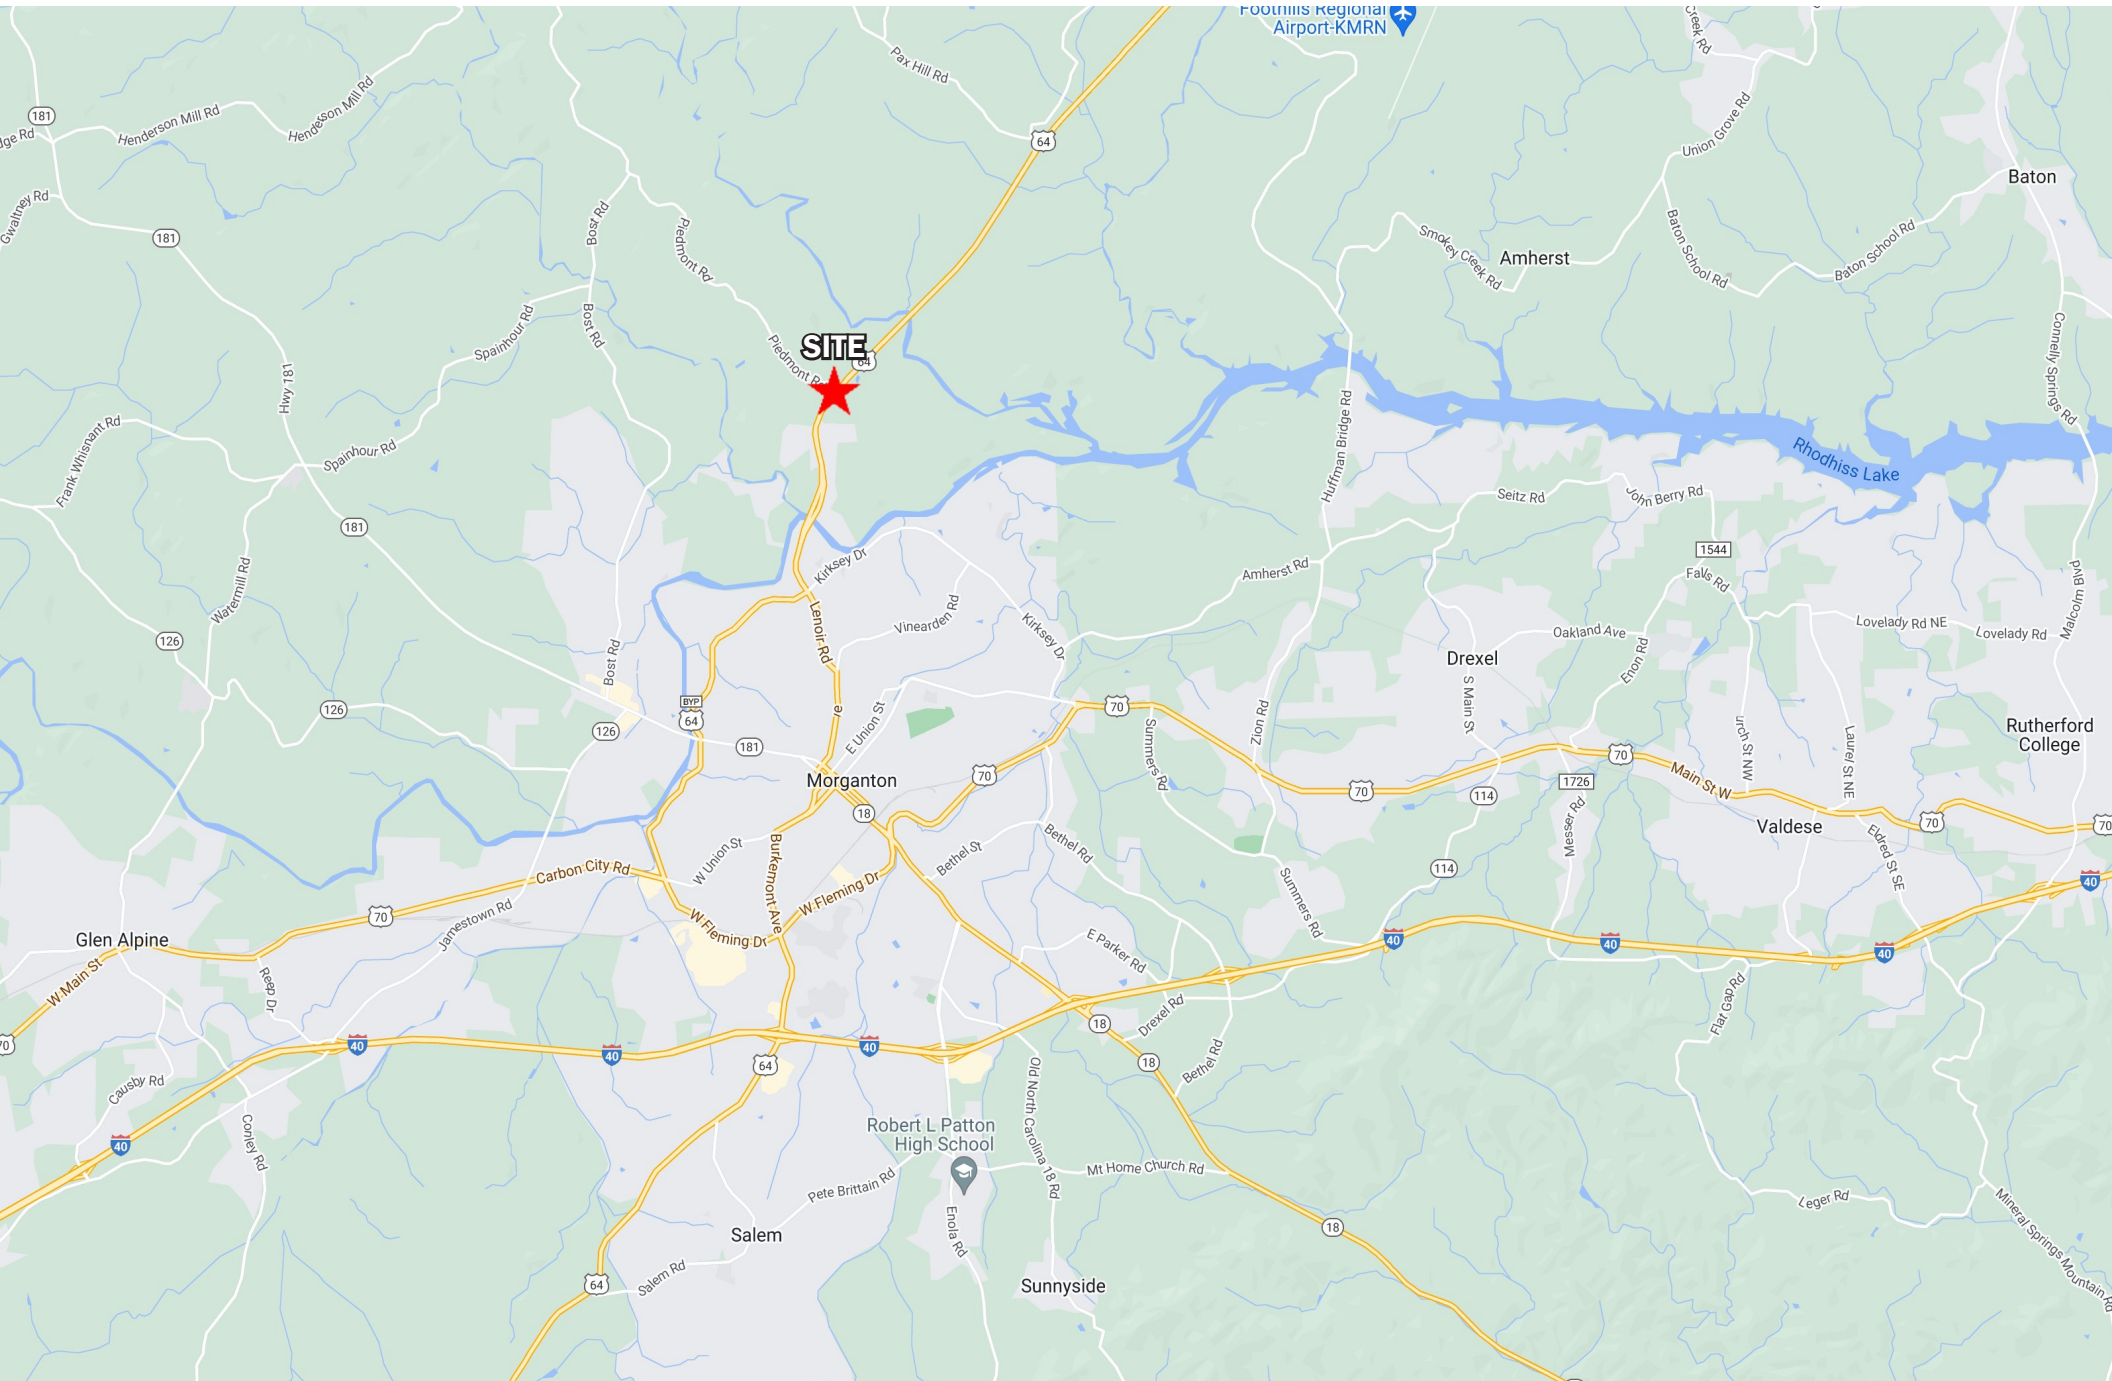 Foothills Regional
Airport-KMRN
Creek Rd
Pax Hill Rd
Henderson Mill Rd
181
Henderson Mill Rd
dge Rd
64
Union Grove Rd
Baton
Gwaltney Rd
Bost Rd
181
Piedmont Rd
Smokey Creek Rd
Amherst
Baton School Rd
Baton School Rd
Spainhour Rd
Bost Rd
Piedmont Rd
SITE
64
Connelly Springs Rd
Hwy 181
Huffman Bridge Rd
Frank Whisnant Rd
Spainhour Rd
Rhodhiss Lake
Seitz Rd
John Berry Rd
181
1544
Kirksey Dr
Amherst Rd
Falls Rd
Watermill Rd
Malcolm Blvd
126
Lenoir Rd
Vinearden Rd
Kirksey Dr
Oakland Ave
Lovelady Rd NE
Lovelady Rd
Bost Rd
Drexel
Enon Rd
S Main St
126
BYP
64
e
E Union St
70
Summers Rd
Zion Rd
Rutherford
College
126
181
urch St NW
Laurel St NE
70
Morganton
70
70
1726
Main St W
114
18
Messer Rd
Valdese
70
70
W Union St
Burkemont Ave
Bethel St
Bethel Rd
Eldred St SE
Carbon City Rd
114
40
W Fleming Dr
70
Jamestown Rd
W Fleming Dr
Summers Rd
Glen Alpine
E Parker Rd
40
40
40
W Main St
Reep Dr
Drexel Rd
Flat Gap Rd
18
70
40
40
40
64
18
Bethel Rd
Causby Rd
Old North Carolina 18 Rd
40
Conley Rd
Robert L Patton
High School
Mt Home Church Rd
Pete Brittain Rd
Leger Rd
Mineral Springs Mountain Rd
Enola Rd
18
Salem
64
Salem Rd
Sunnyside